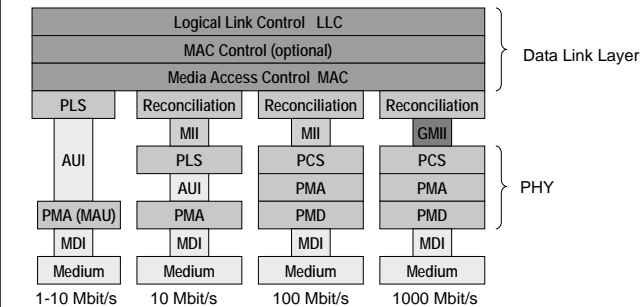 Logical Link Control LLC
MAC Control (optional)
Media Access Control MAC
Data Link Layer
PLS Reconciliation Reconciliation Reconciliation
MII MII GMII
AUI PLS PCS PCS
AUI PMA PMA
PHY
PMA (MAU) PMA PMD PMD
MDI MDI MDI MDI
Medium Medium Medium Medium
1-10 Mbit/s 10 Mbit/s 100 Mbit/s 1000 Mbit/s